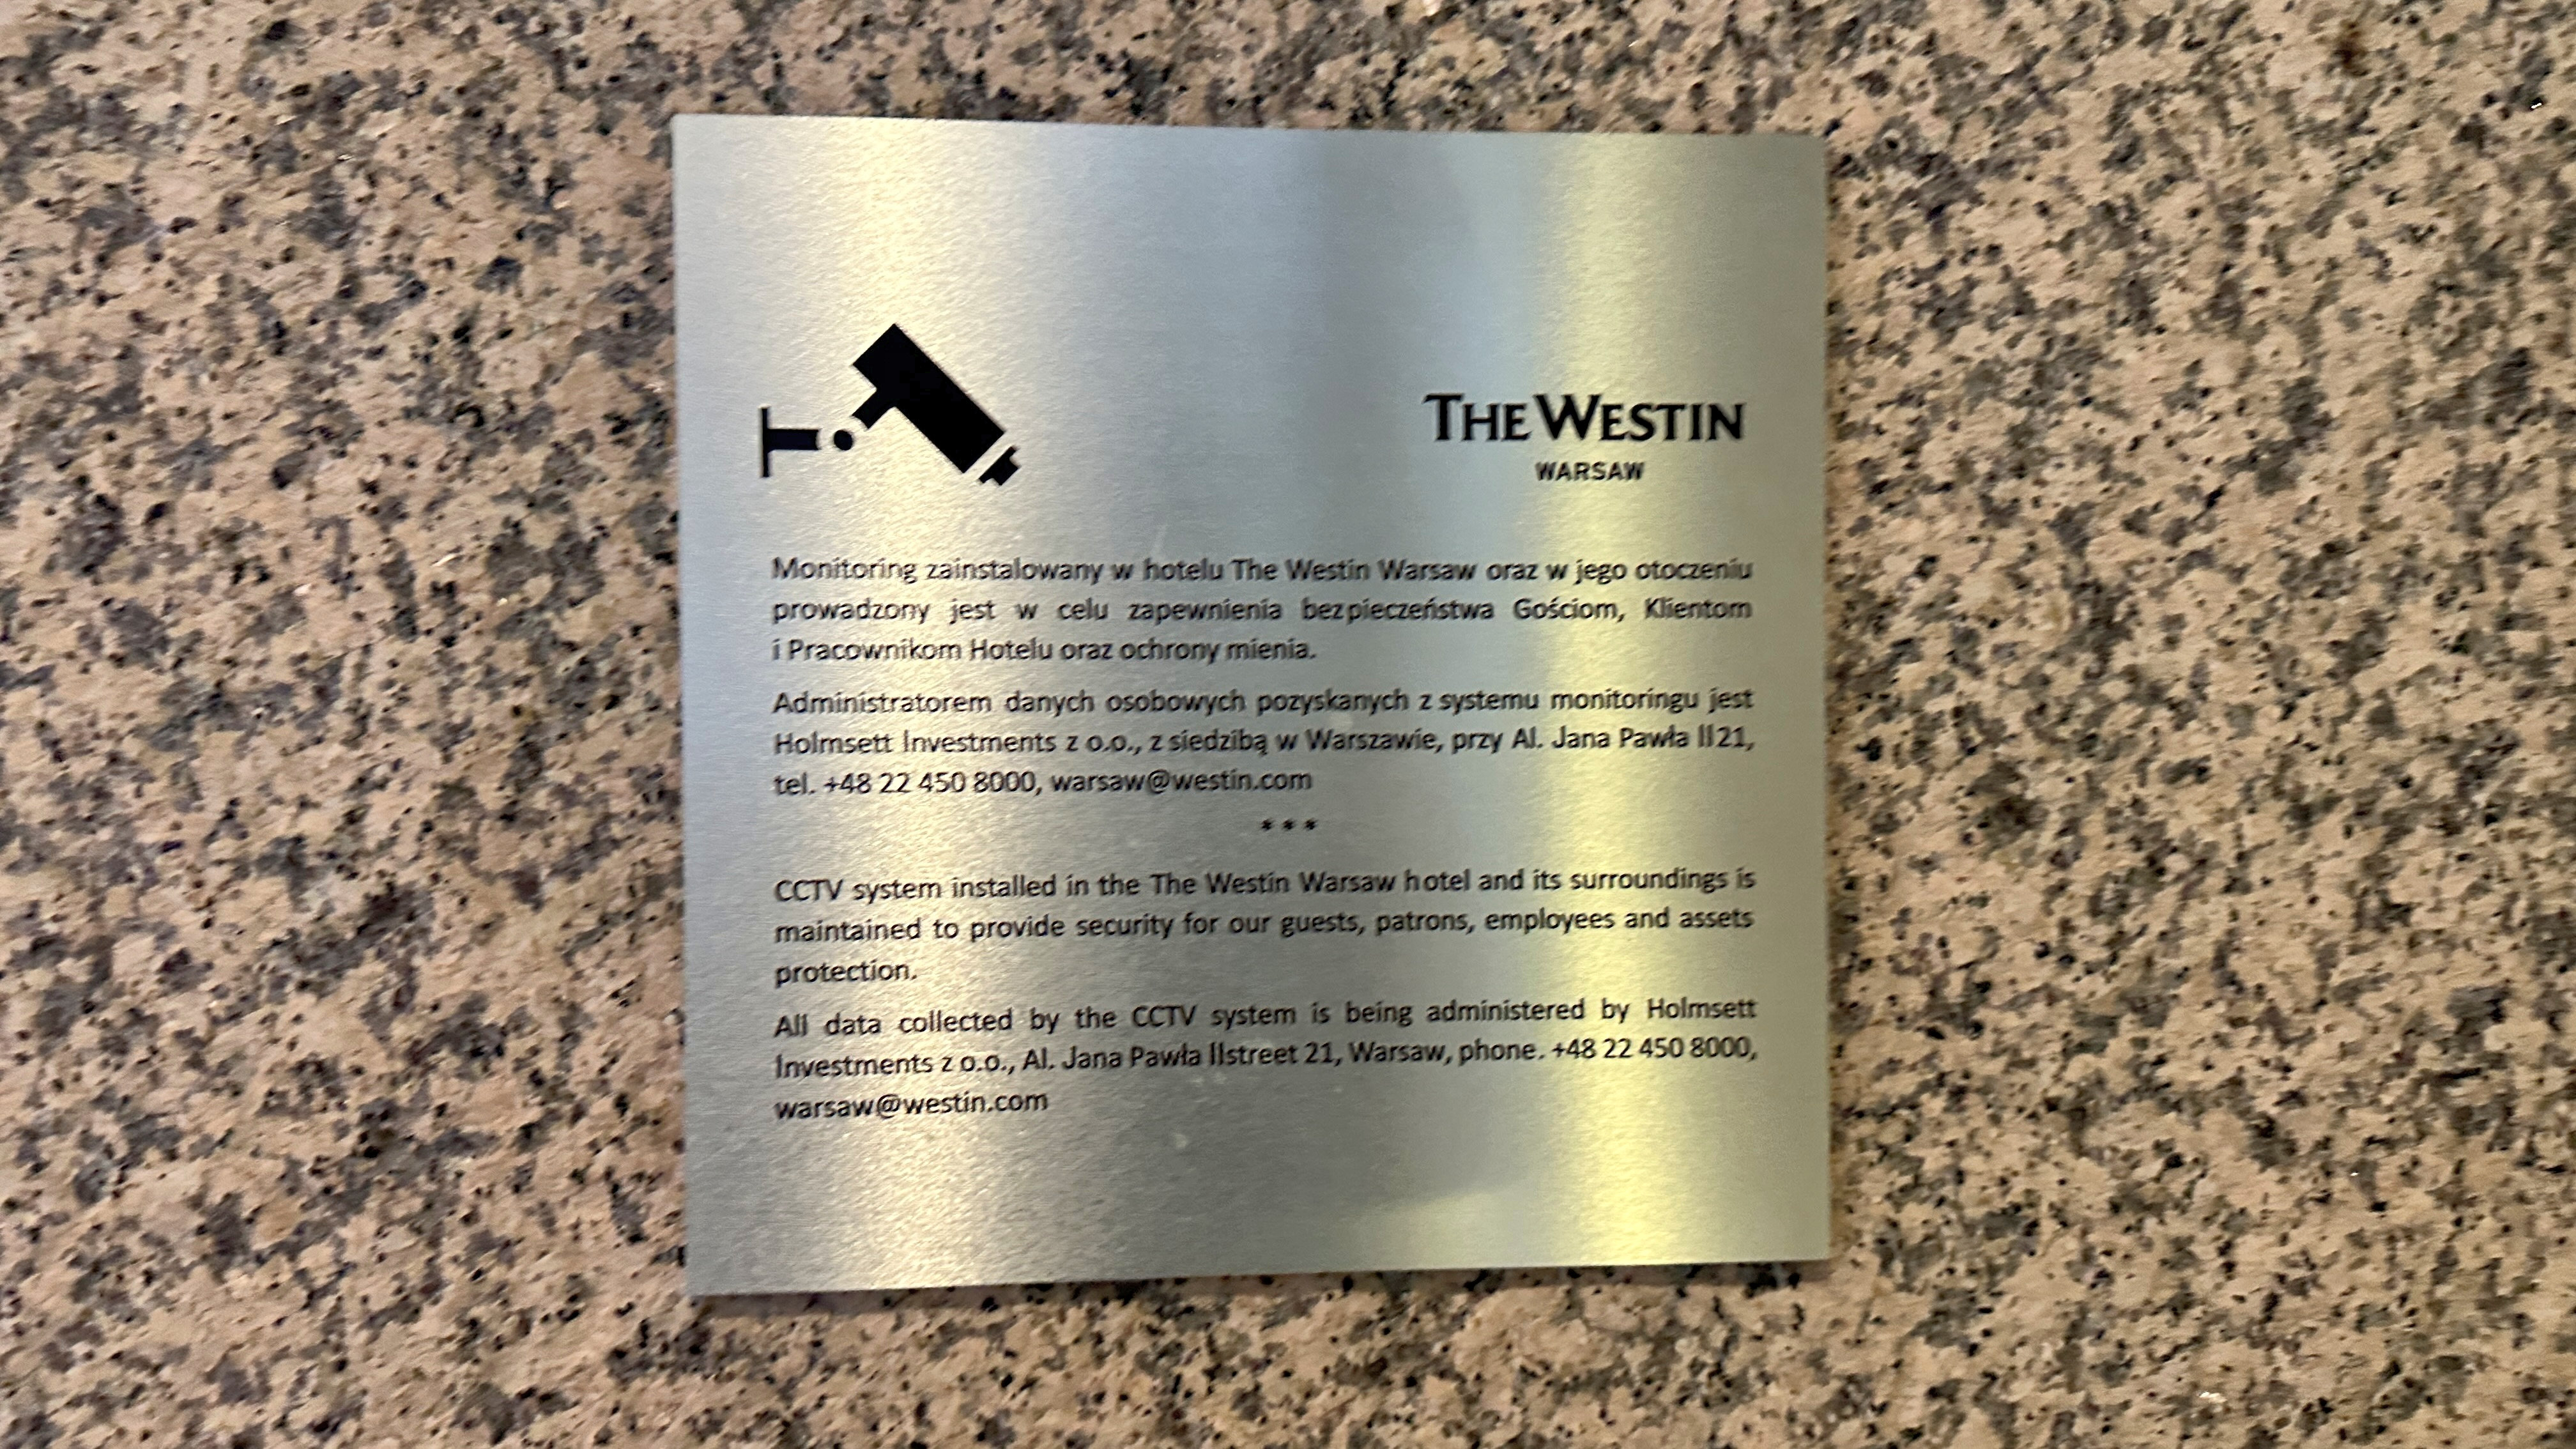 THE WESTIN
WARSAW
Monitoring zainstalowany w hotelu The Westin Warsaw oraz w jego otoczeniu
prowadzony jest w celu zapewnienia bezpieczeństwa Gościom, Klientom
i Pracownikom Hotelu oraz ochrony mienia.
Administratorem danych osobowych pozyskanych z systemu monitoringu jest
Holmsett Investments z o.o., z siedzibą w Warszawie, przy Al. Jana Pawła II 21,
tel. +48 22 450 8000, warsaw@westin.com
***
CCTV system installed in the The Westin Warsaw hotel and its surroundings is
maintained to provide security for our guests, patrons, employees and assets
protection.
All data collected by the CCTV system is being administered by Holmsett
Investments z o.o., Al. Jana Pawła IIstreet 21, Warsaw, phone. +48 22 450 8000,
warsaw@westin.com